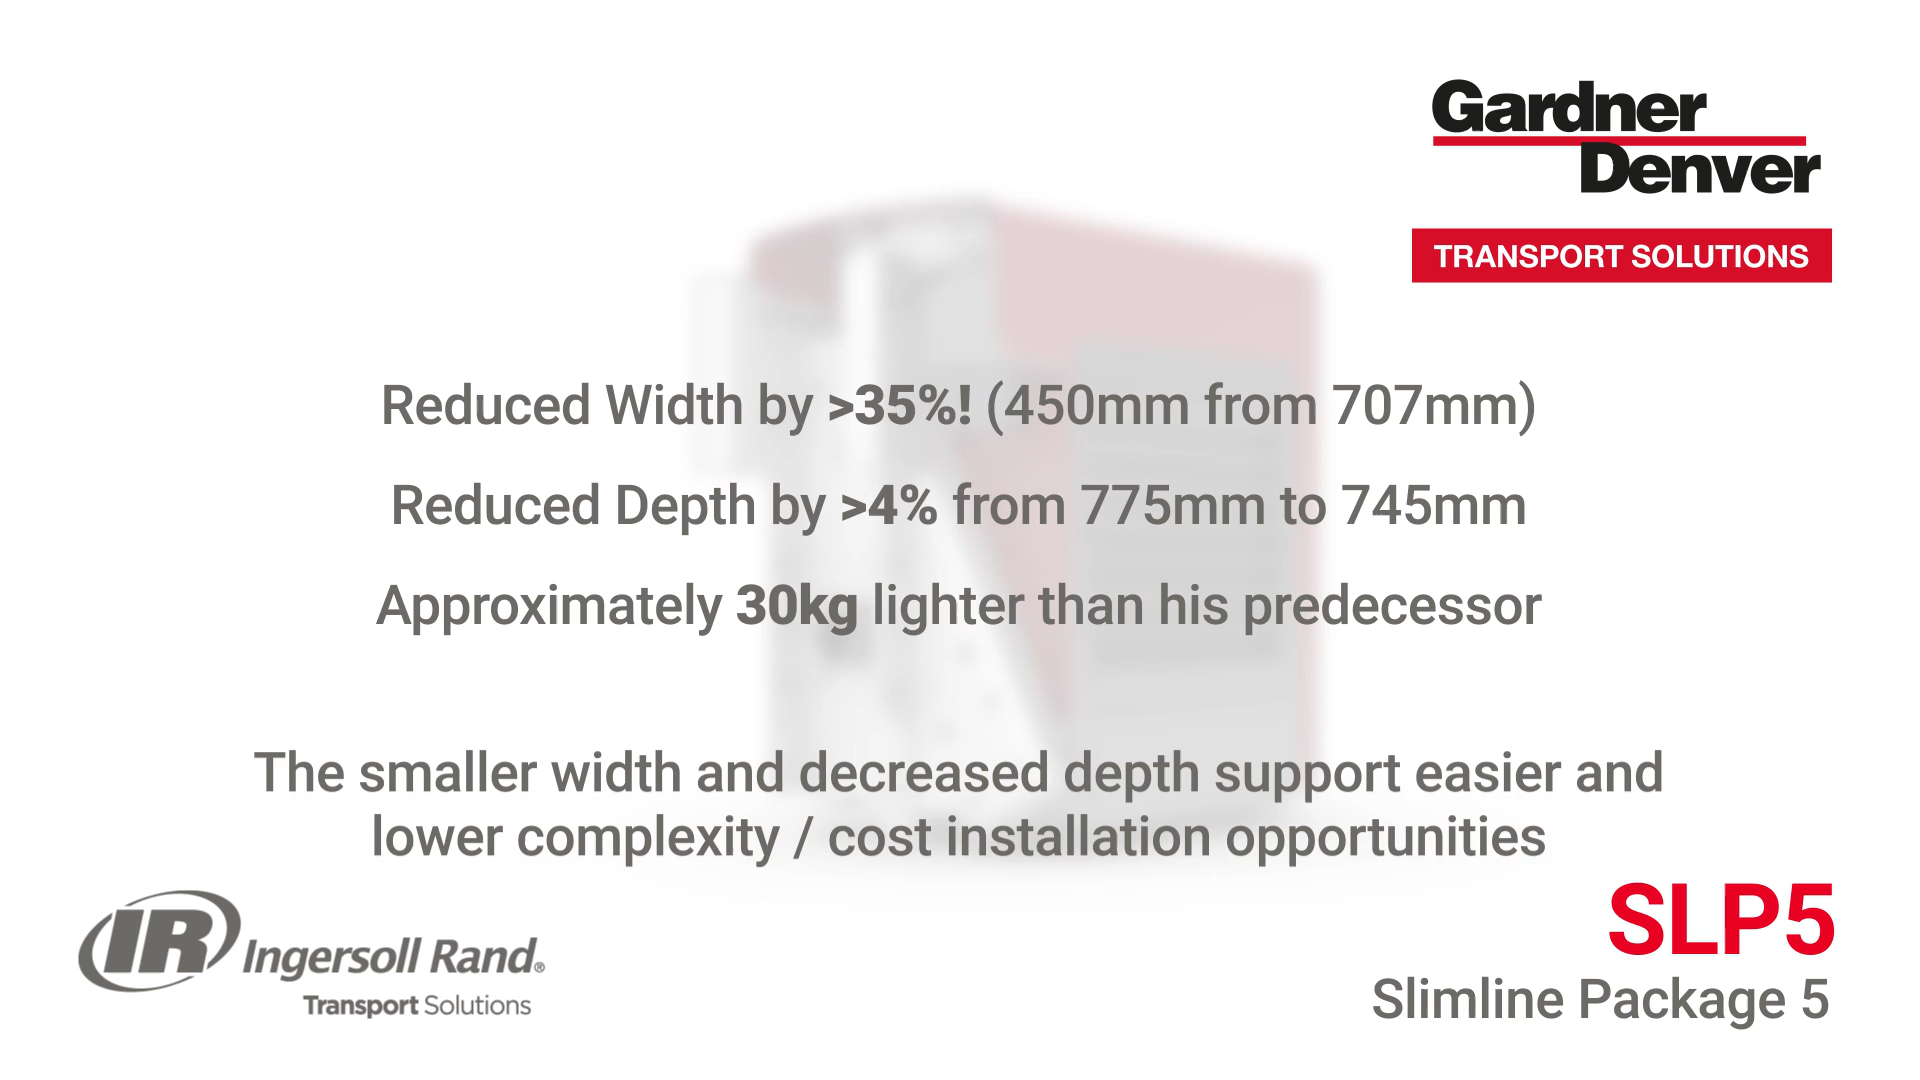 Gardner
Denver
TRANSPORT SOLUTIONS
Reduced Width by >35%! (450mm from 707mm)
Reduced Depth by >4% from 775mm to 745mm
Approximately 30kg lighter than his predecessor
The smaller width and decreased depth support easier and
lower complexity / cost installation opportunities
IR Ingersoll Rand®
Transport Solutions
SLP5
Slimline Package 5